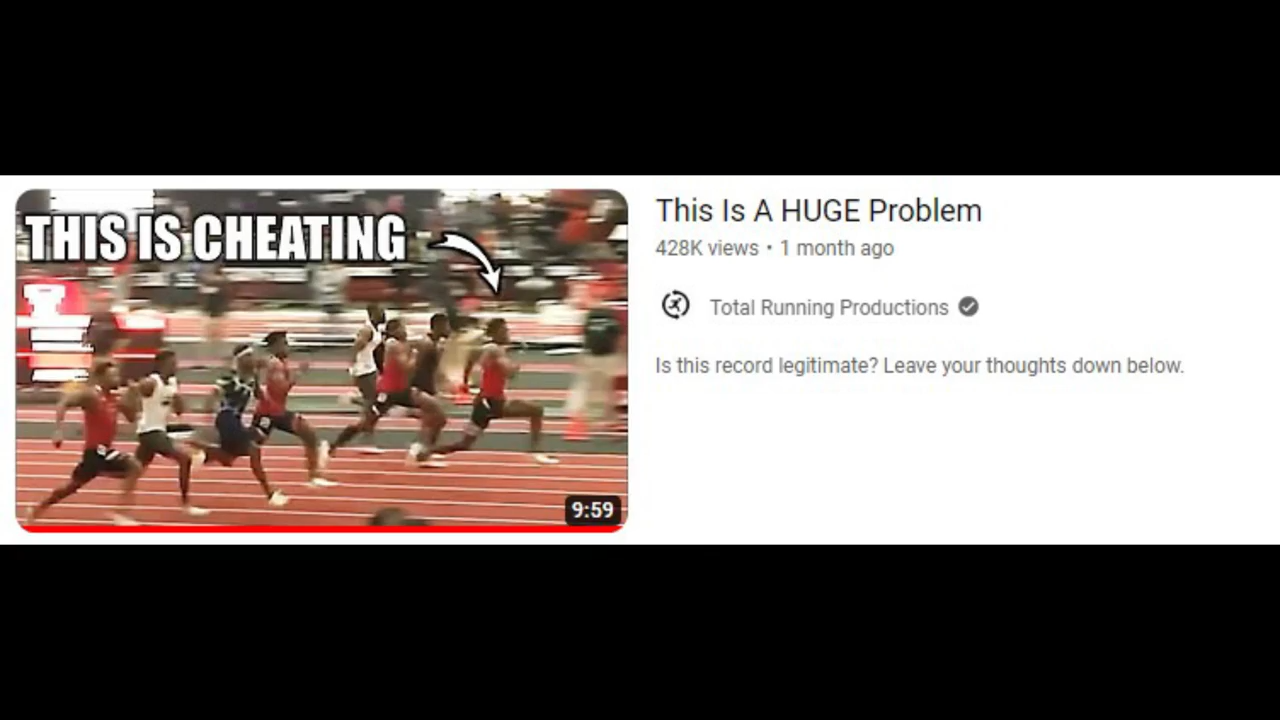 THIS IS CHEATING
9:59
This Is A HUGE Problem
428K views • 1 month ago
Total Running Productions
Is this record legitimate? Leave your thoughts down below.